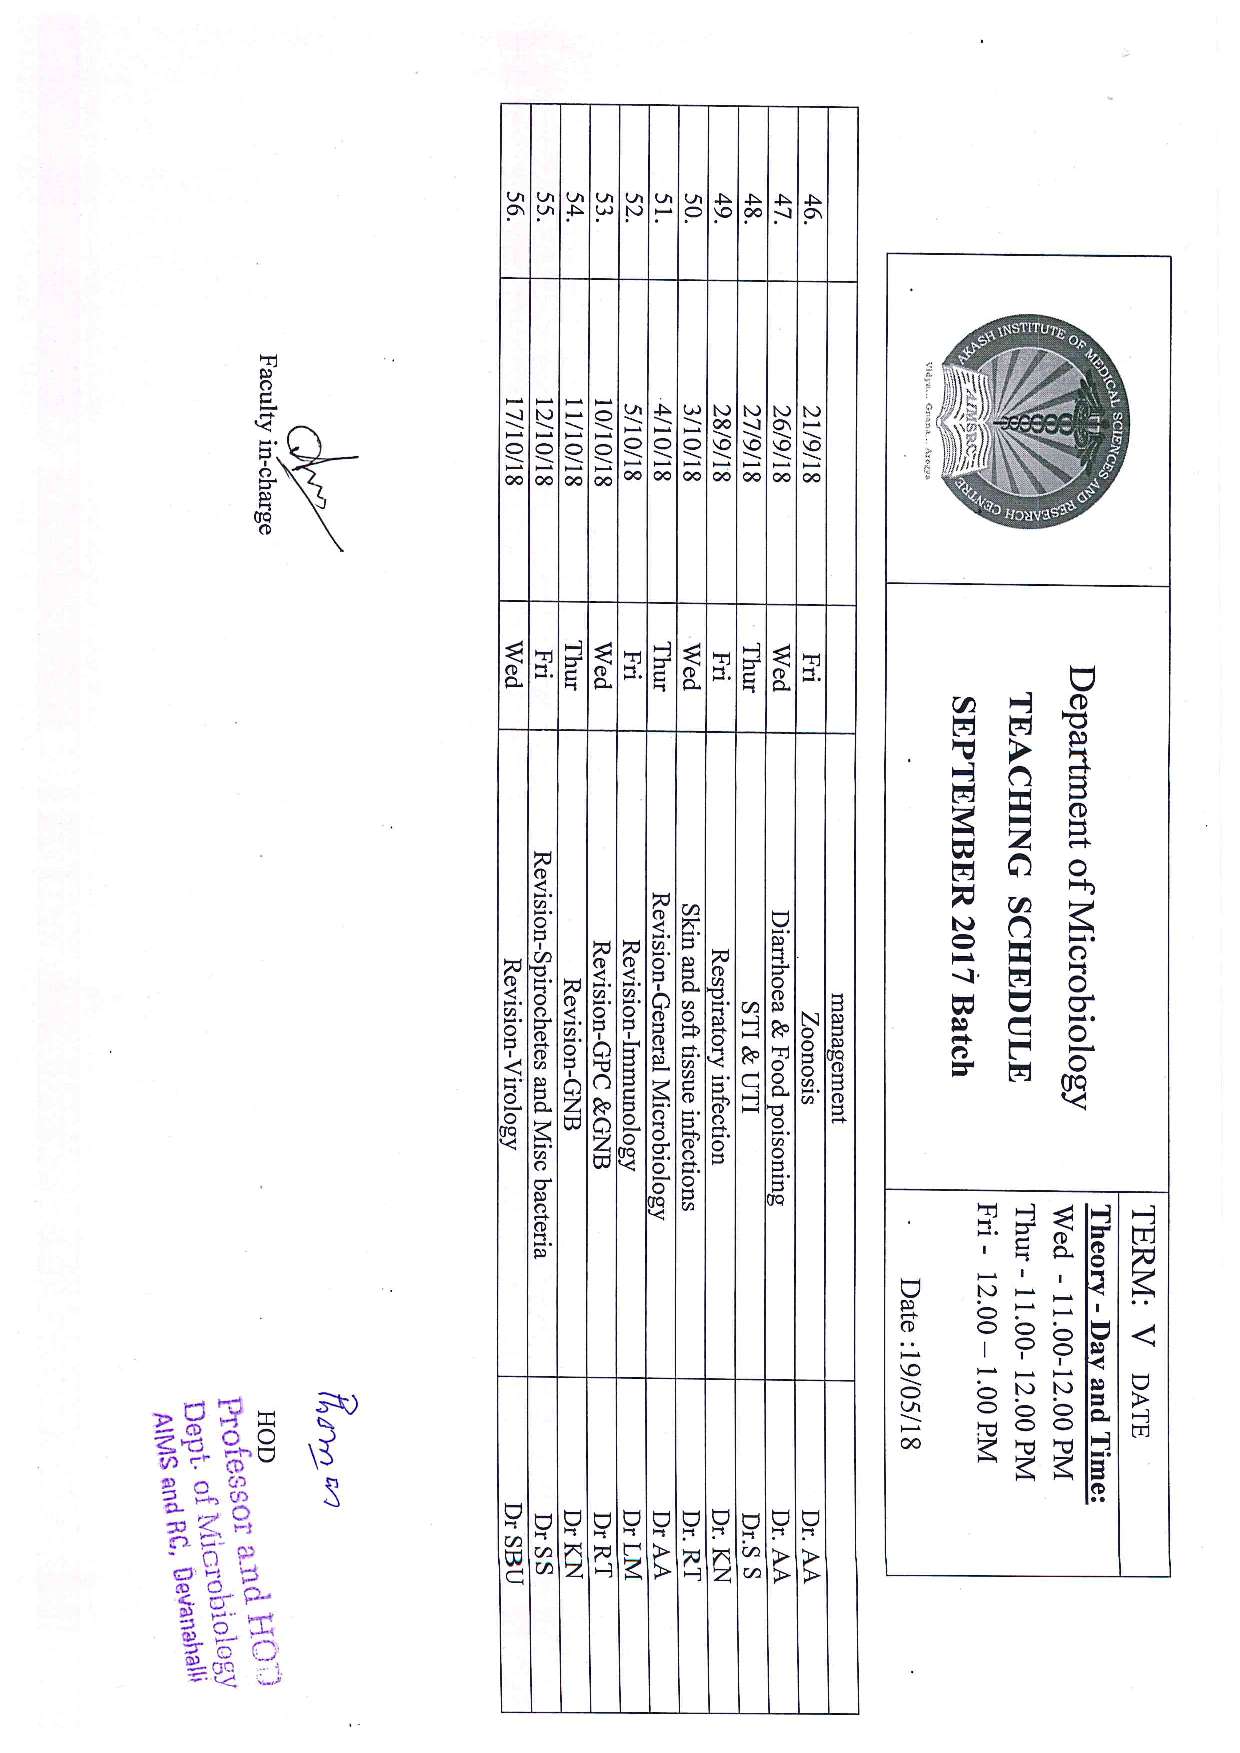 AKASH INSTITUTE OF MEDICAL SCIENCES AND RESEARCH CENTRE
AIMSRC
Vidya... Gnana... Arogya
Department of Microbiology
TEACHING SCHEDULE
SEPTEMBER 2017 Batch
TERM: V DATE
Theory - Day and Time:
Wed - 11.00-12.00 PM
Thur - 11.00- 12.00 PM
Fri - 12.00 – 1.00 PM
Date :19/05/18
management
46. 21/9/18 Fri Zoonosis Dr. AA
47. 26/9/18 Wed Diarrhoea & Food poisoning Dr. AA
48. 27/9/18 Thur STI & UTI Dr.S S
49. 28/9/18 Fri Respiratory infection Dr. KN
50. 3/10/18 Wed Skin and soft tissue infections Dr. RT
51. 4/10/18 Thur Revision-General Microbiology Dr AA
52. 5/10/18 Fri Revision-Immunology Dr LM
53. 10/10/18 Wed Revision-GPC &GNB Dr RT
54. 11/10/18 Thur Revision-GNB Dr KN
55. 12/10/18 Fri Revision-Spirochetes and Misc bacteria Dr SS
56. 17/10/18 Wed Revision-Virology Dr SBU
Faculty in-charge
HOD
Professor and HOD
Dept. of Microbiology
AIMS and RC, Devanahalli